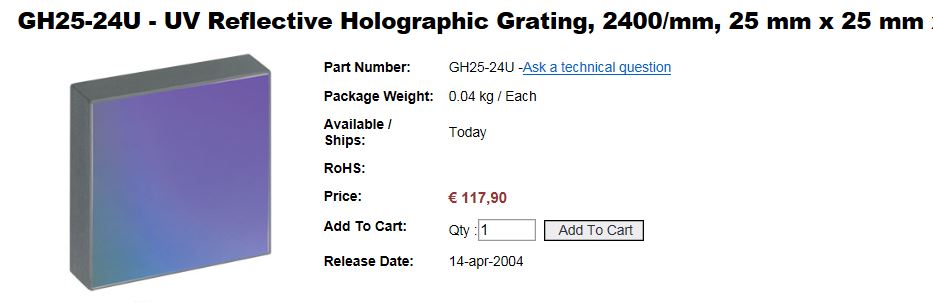 GH25-24U - UV Reflective Holographic Grating, 2400/mm, 25 mm x 25 mm
Part Number: GH25-24U -Ask a technical question
Package Weight: 0.04 kg / Each
Available /
Ships: Today
RoHS:
Price: € 117,90
Add To Cart: Qty : 1 Add To Cart
Release Date: 14-apr-2004